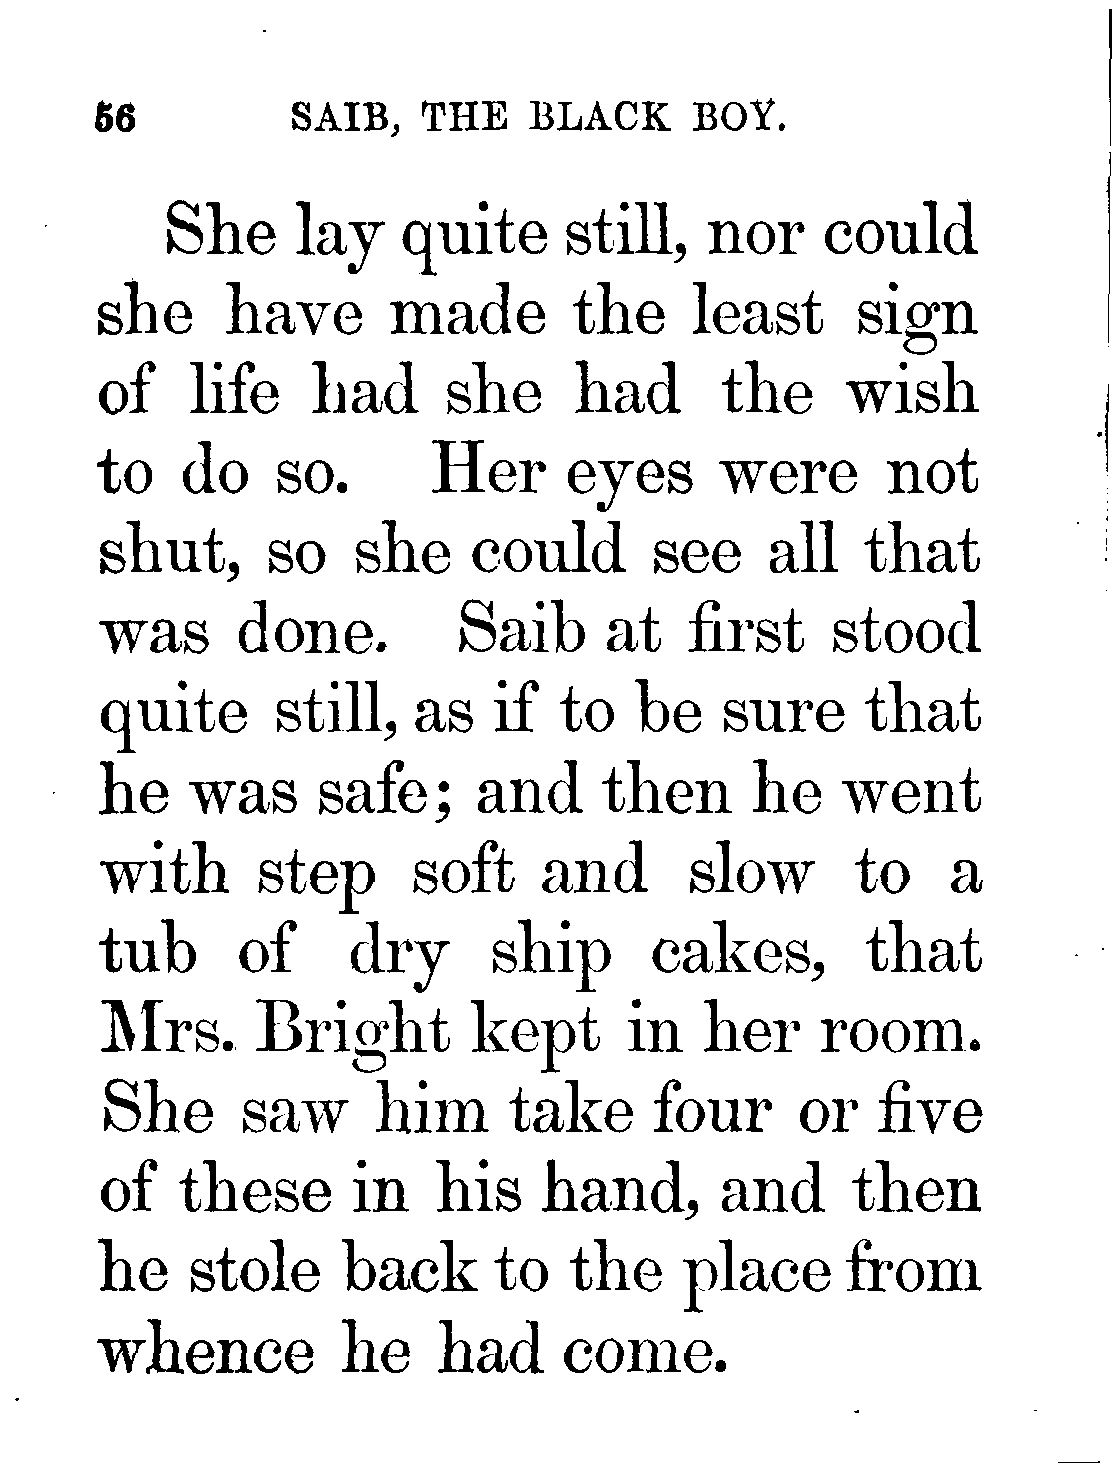 56 SAIB, THE BLACK BOY.
She lay quite still, nor could
she have made the least sign
of life had she had the wish
to do so. Her eyes were not
shut, so she could see all that
was done. Saib at first stood
quite still, as if to be sure that
he was safe; and then he went
with step soft and slow to a
tub of dry ship cakes, that
Mrs. Bright kept in her room.
She saw him take four or five
of these in his hand, and then
he stole back to the place from
whence he had come.